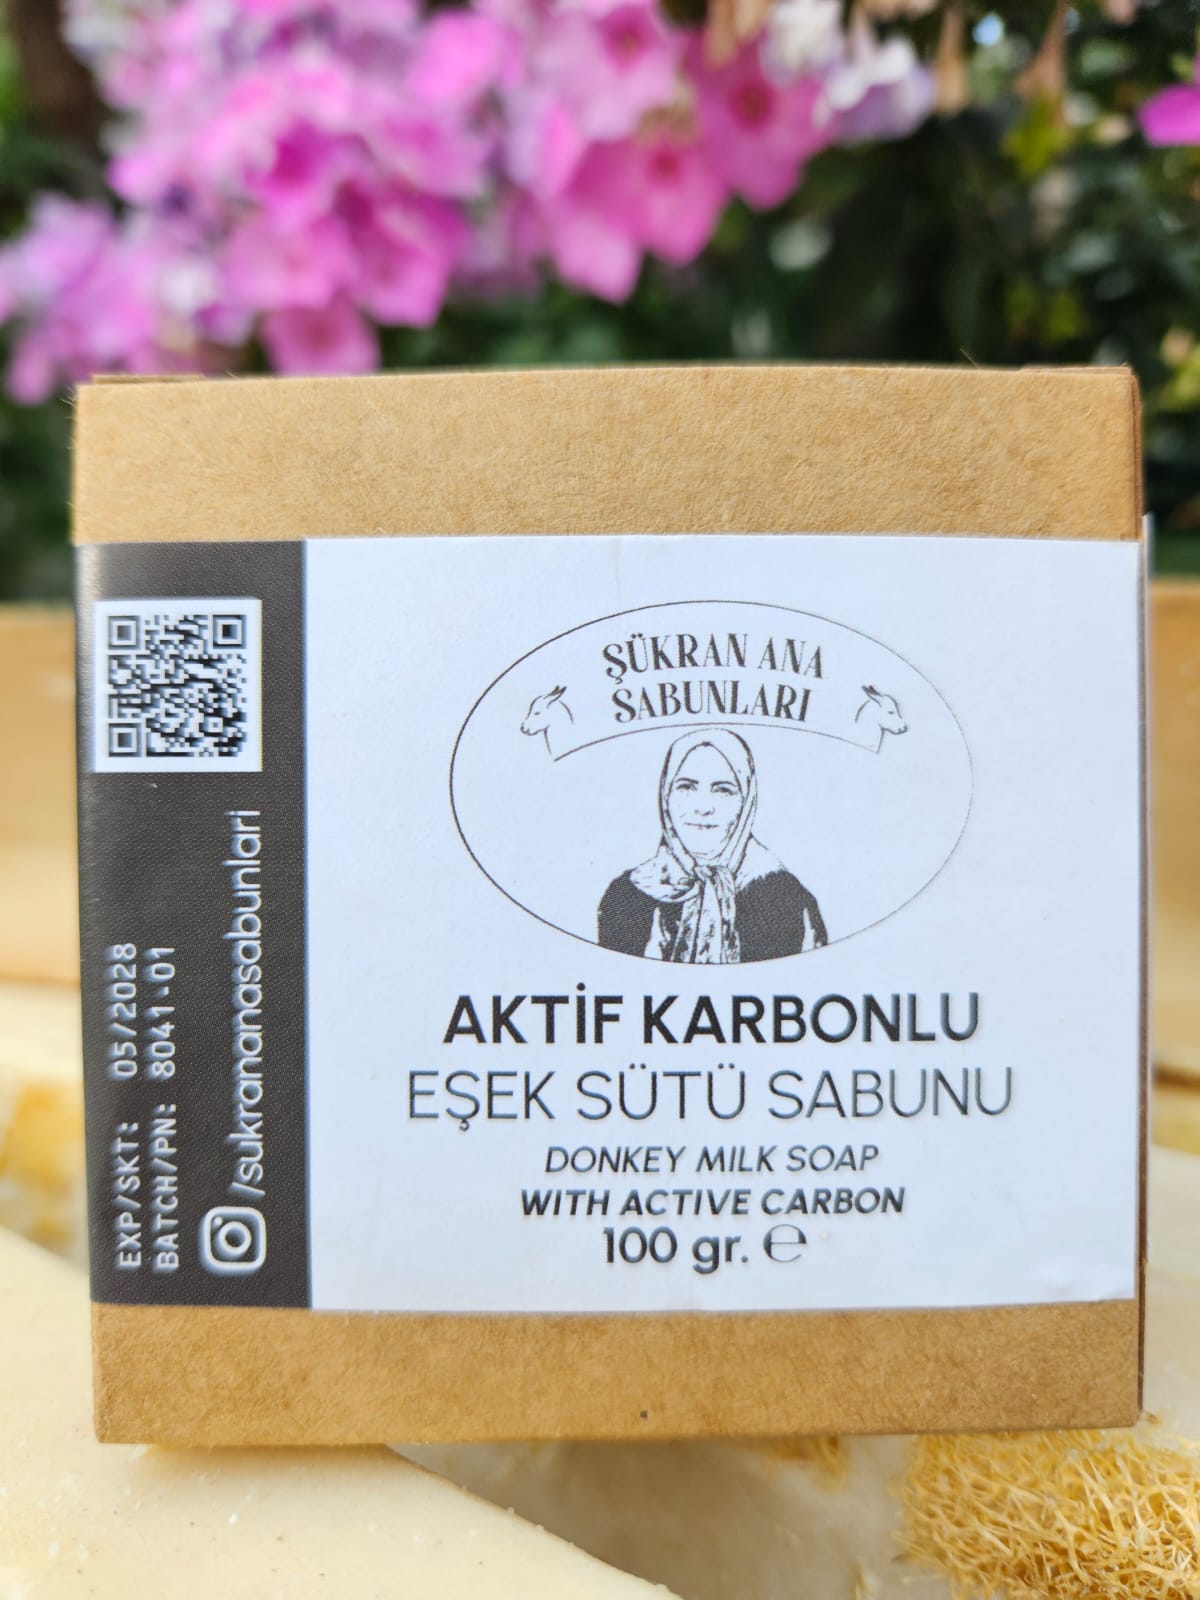 ŞÜKRAN ANA
SABUNLARI
AKTİF KARBONLU
EŞEK SÜTÜ SABUNU
DONKEY MILK SOAP
WITH ACTIVE CARBON
100 gr. ℮
EXP/SKT: 05/2028
BATCH/PN: 8041-01
/sukrananasabunlari